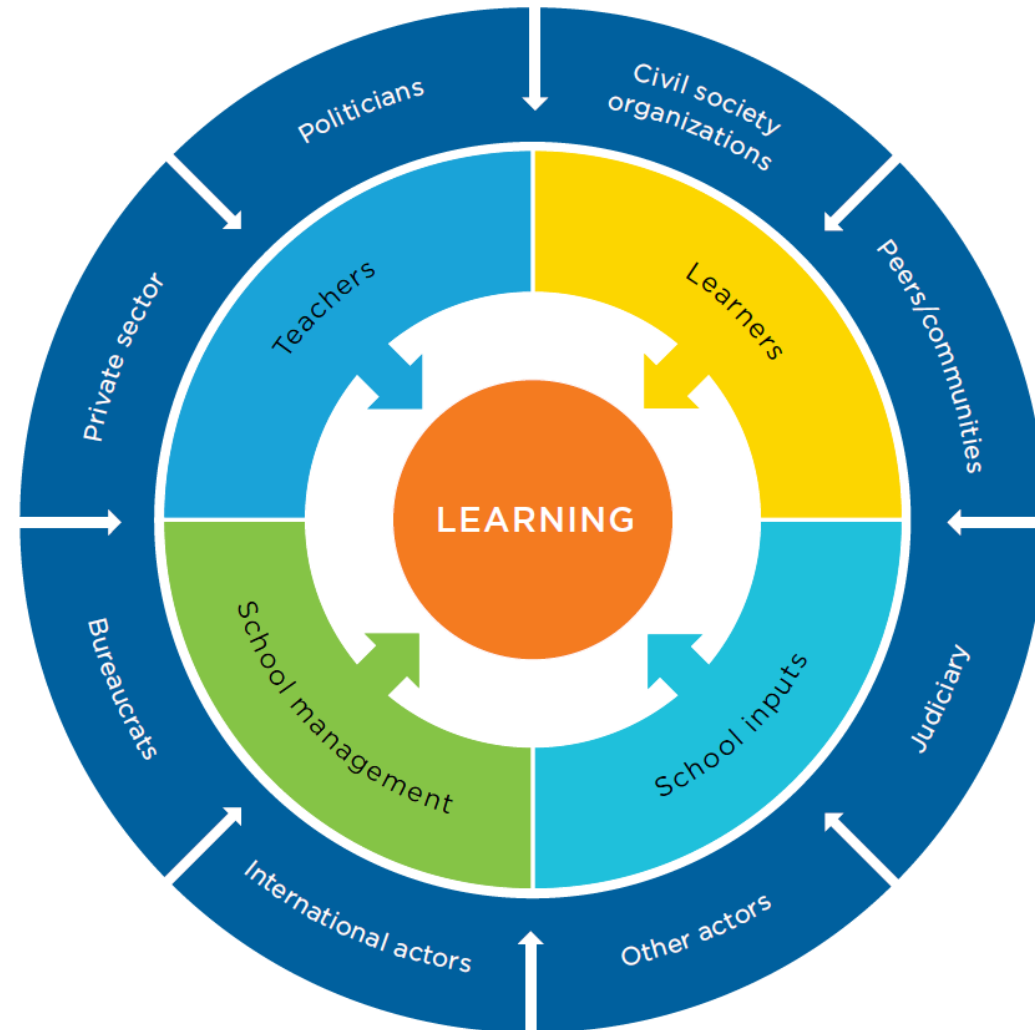 Politicians
Civil society
organizations
Peers/communities
Judiciary
Other actors
International actors
Bureaucrats
Private sector
Teachers
Learners
School inputs
School management
LEARNING